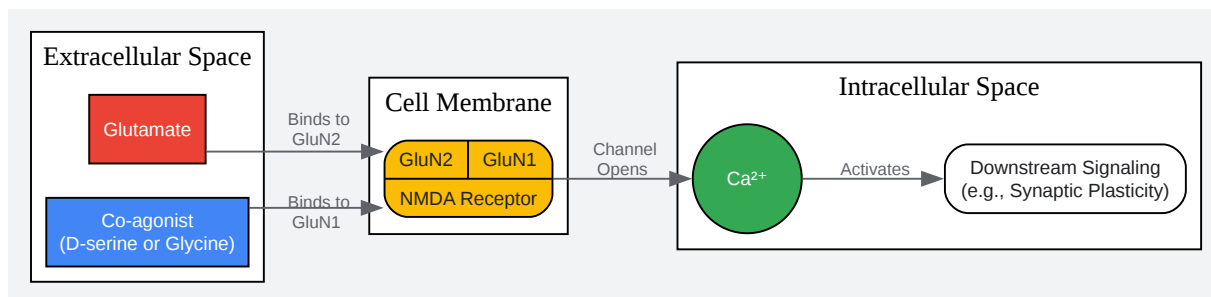 Extracellular Space
Glutamate
Co-agonist
(D-serine or Glycine)
Binds to
GluN2
Binds to
GluN1
Cell Membrane
GluN2
GluN1
NMDA Receptor
Channel
Opens
Intracellular Space
Ca²⁺
Activates
Downstream Signaling
(e.g., Synaptic Plasticity)